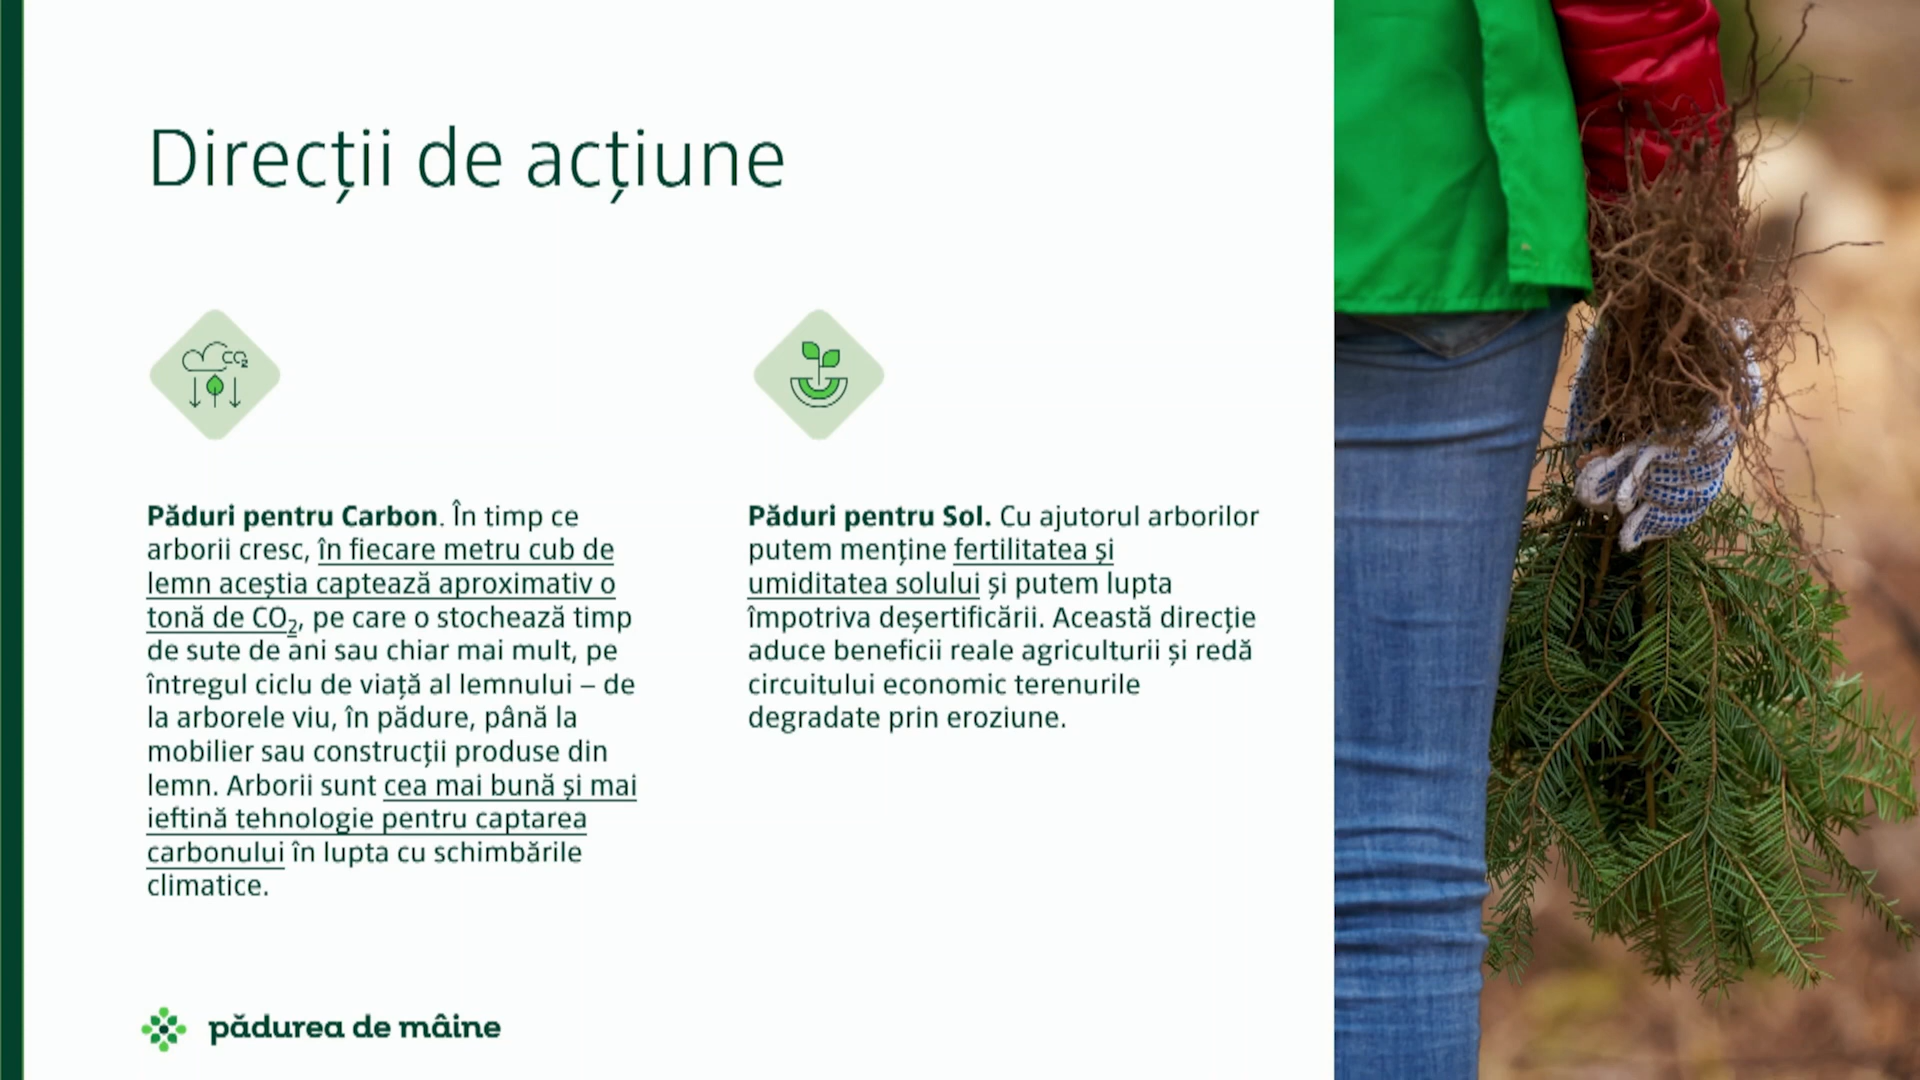 Direcții de acțiune
CO2
Păduri pentru Carbon. În timp ce
arborii cresc, în fiecare metru cub de
lemn aceștia captează aproximativ o
tonă de CO₂, pe care o stochează timp
de sute de ani sau chiar mai mult, pe
întregul ciclu de viață al lemnului – de
la arborele viu, în pădure, până la
mobilier sau construcții produse din
lemn. Arborii sunt cea mai bună și mai
ieftină tehnologie pentru captarea
carbonului în lupta cu schimbările
climatice.
Păduri pentru Sol. Cu ajutorul arborilor
putem menține fertilitatea și
umiditatea solului și putem lupta
împotriva deșertificării. Această direcție
aduce beneficii reale agriculturii și redă
circuitului economic terenurile
degradate prin eroziune.
pădurea de mâine